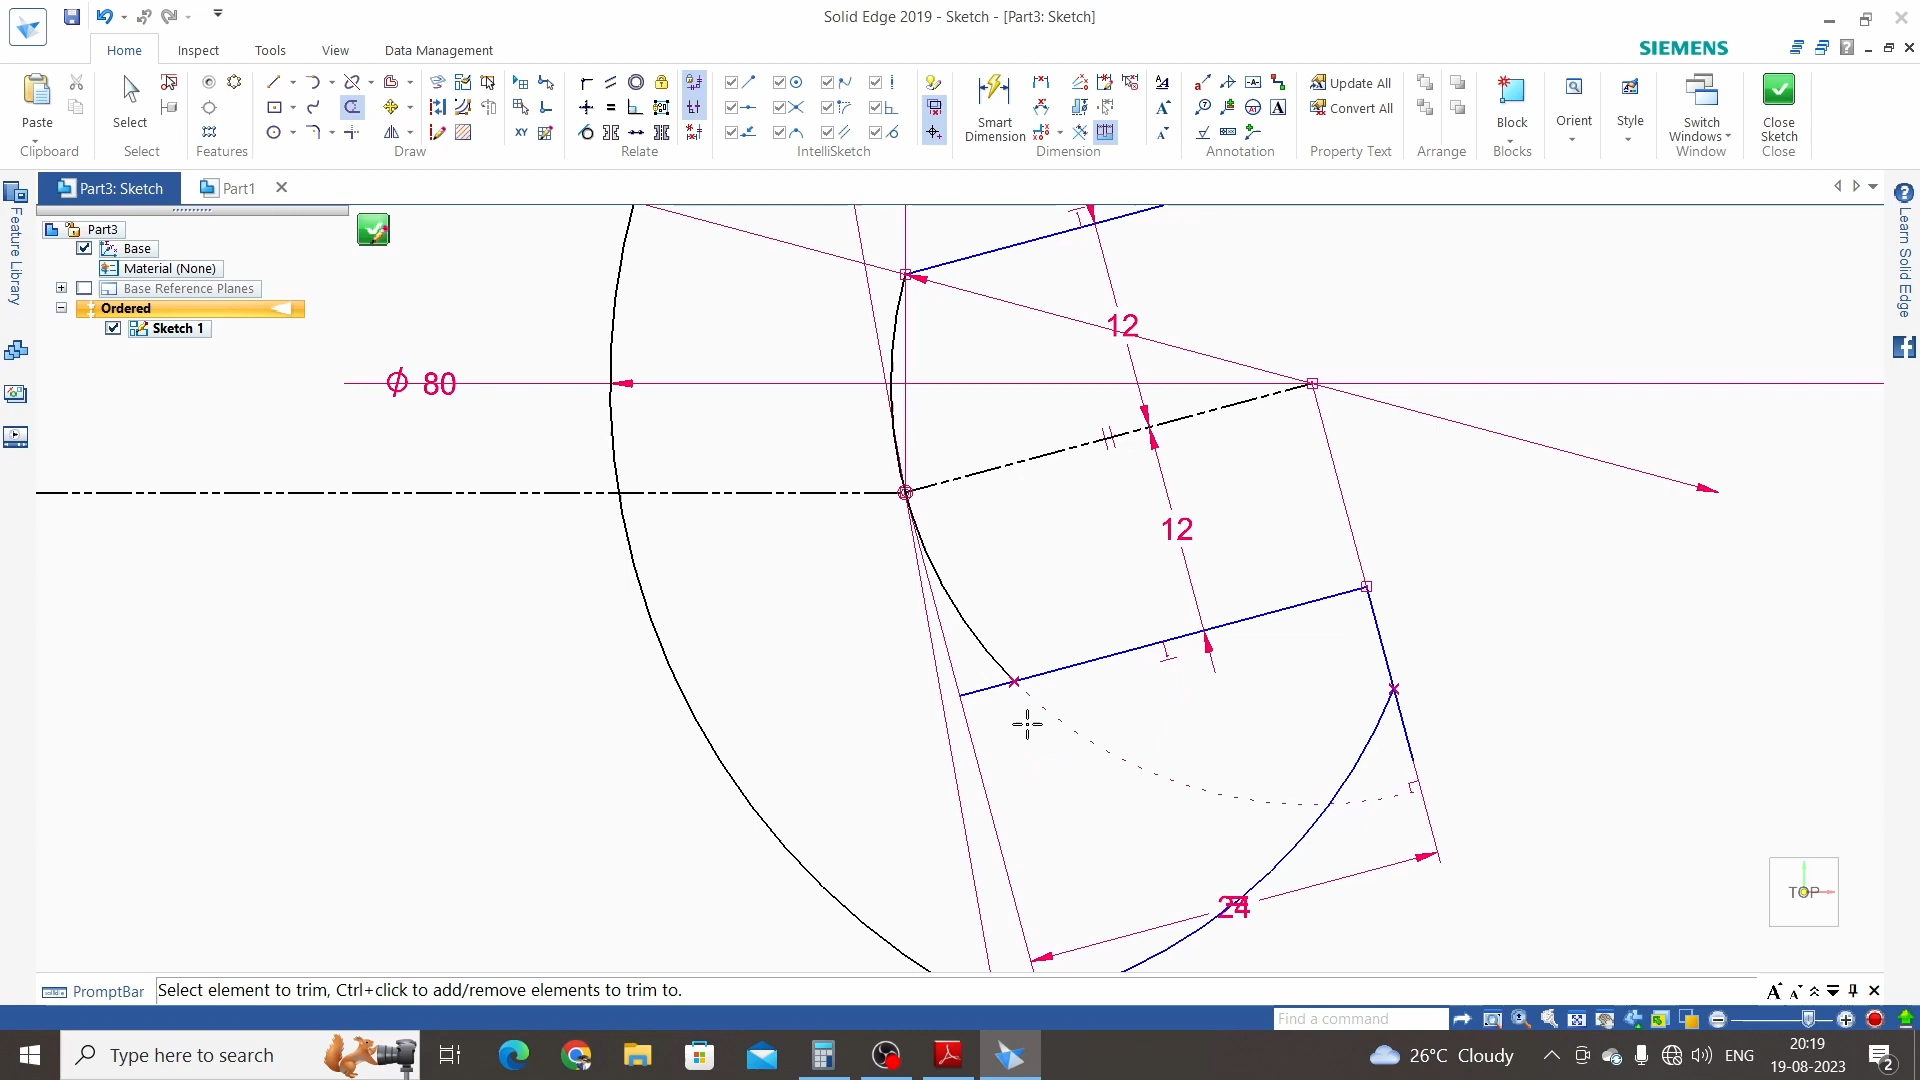 Solid Edge 2019 - Sketch - [Part3: Sketch]
Home
Inspect
Tools
View
Data Management
SIEMENS
Paste
Clipboard
Select
Select
Features
Draw
Relate
IntelliSketch
Smart
Dimension
Dimension
Annotation
Update All
Convert All
Property Text
Arrange
Block
Blocks
Orient
Style
Switch
Windows
Window
Close
Sketch
Close
Part3: Sketch
Part1
Feature Library
Learn Solid Edge
Part3
Base
Material (None)
Base Reference Planes
Ordered
Sketch 1
XY
A
A
A
A
ϕ 80
12
12
24
TOP
PromptBar
Select element to trim, Ctrl+click to add/remove elements to trim to.
Find a command
Type here to search
26°C Cloudy
ENG
20:19
19-08-2023
2